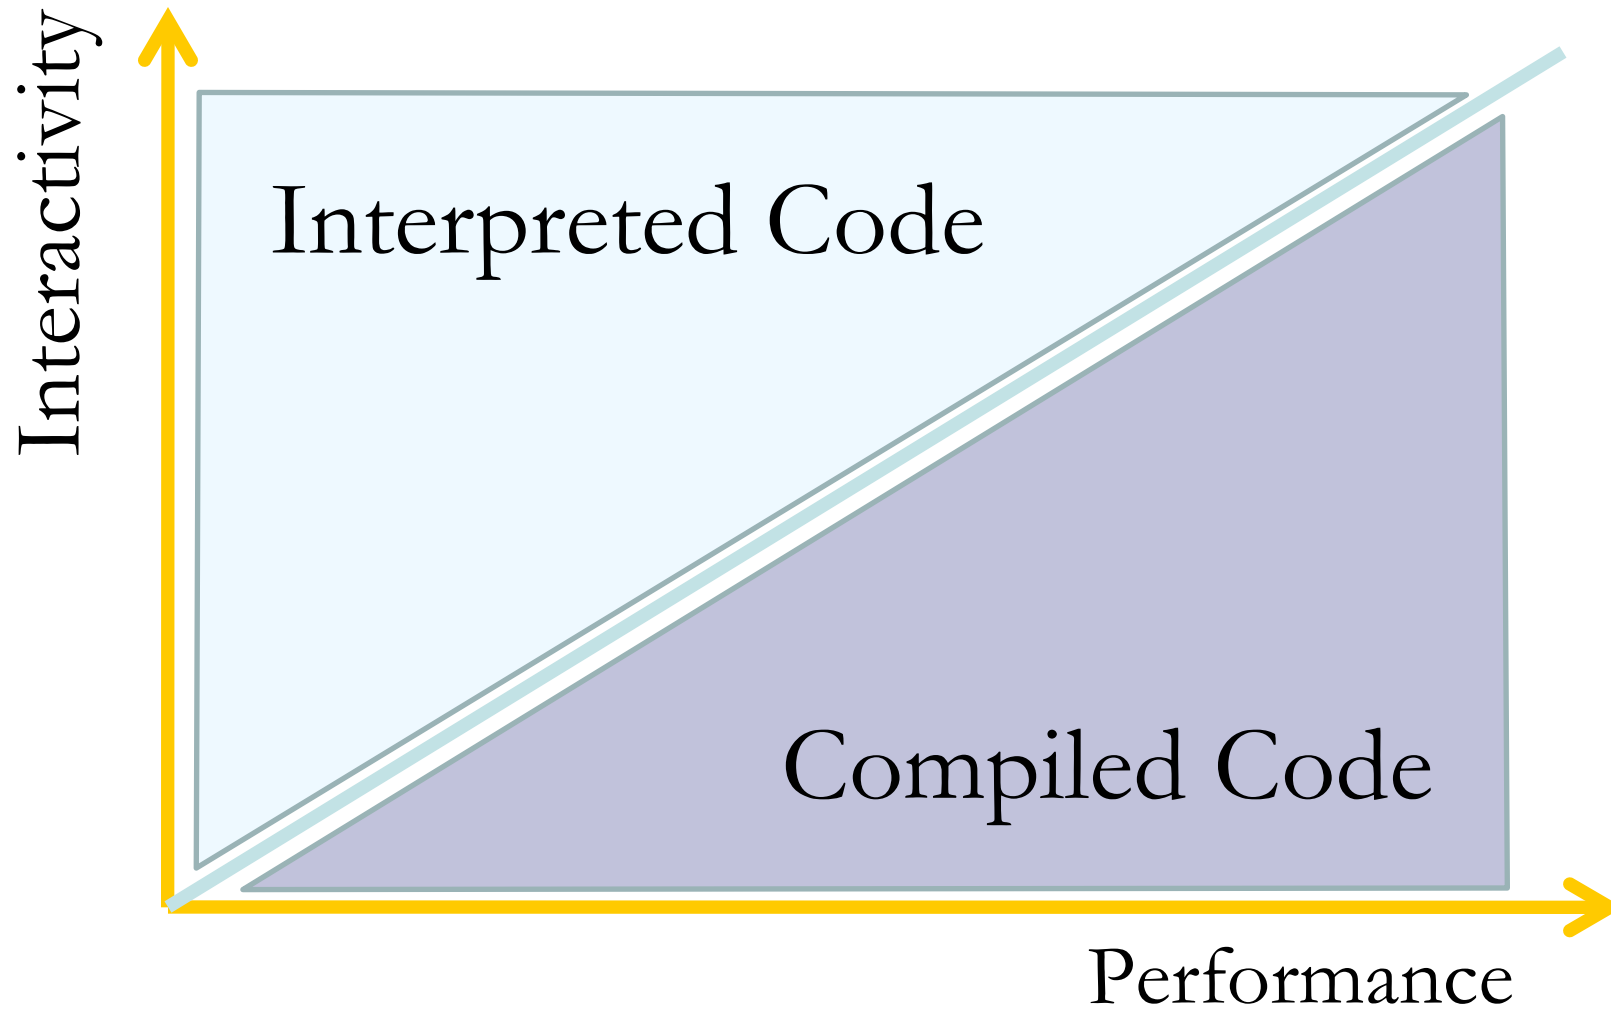 Interactivity
Interpreted Code
Compiled Code
Performance